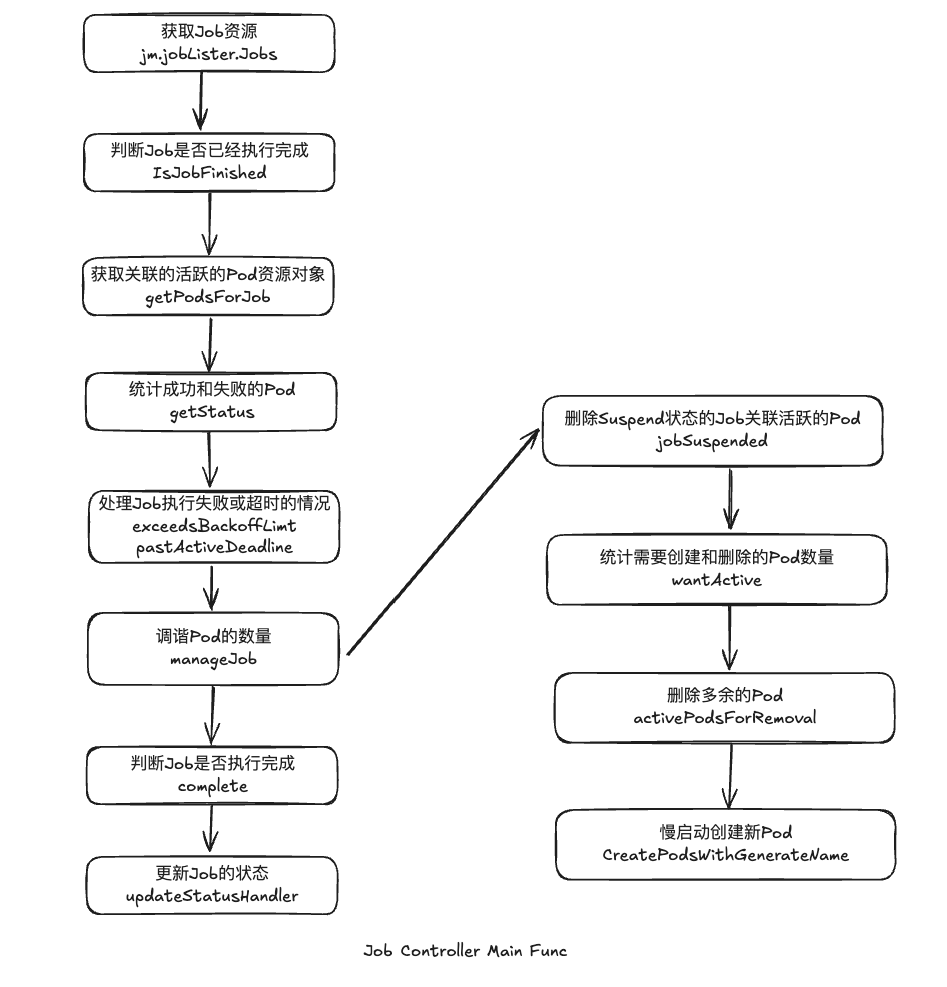 获取Job资源
jm.jobLister.Jobs
判断Job是否已经执行完成
IsJobFinished
获取关联的活跃的Pod资源对象
getPodsForJob
统计成功和失败的Pod
getStatus
处理Job执行失败或超时的情况
exceedsBackoffLimt
pastActiveDeadline
调谐Pod的数量
manageJob
判断Job是否执行完成
complete
更新Job的状态
updateStatusHandler
删除Suspend状态的Job关联活跃的Pod
jobSuspended
统计需要创建和删除的Pod数量
wantActive
删除多余的Pod
activePodsForRemoval
慢启动创建新Pod
CreatePodsWithGenerateName
Job Controller Main Func